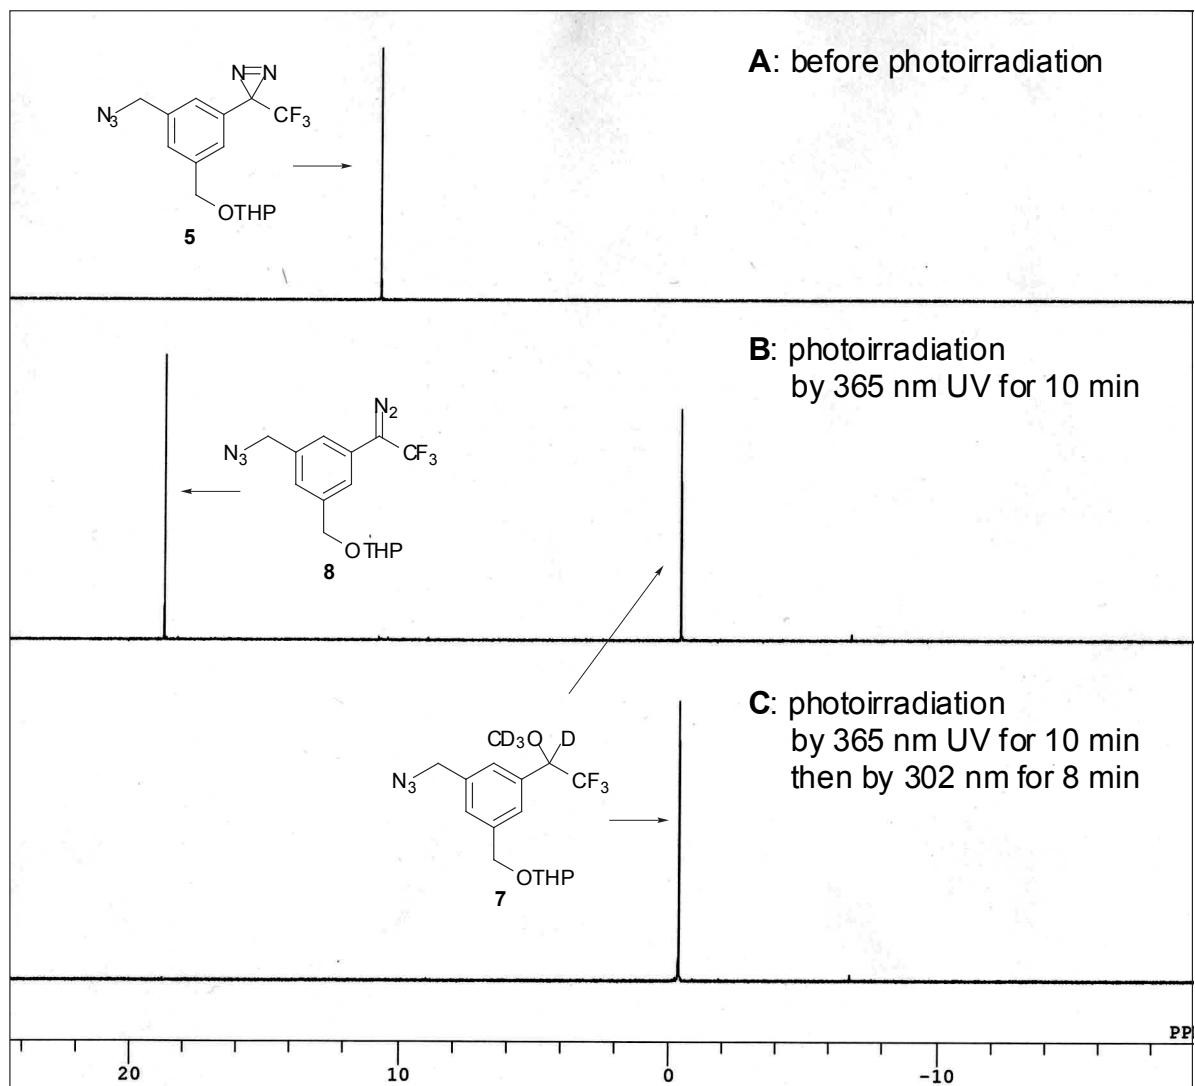 A: before photoirradiation
N=N
N3
CF3
OTHP
5
B: photoirradiation
by 365 nm UV for 10 min
N2
N3
CF3
OTHP
8
C: photoirradiation
by 365 nm UV for 10 min
then by 302 nm for 8 min
CD3O
D
N3
CF3
OTHP
7
20
10
0
-10